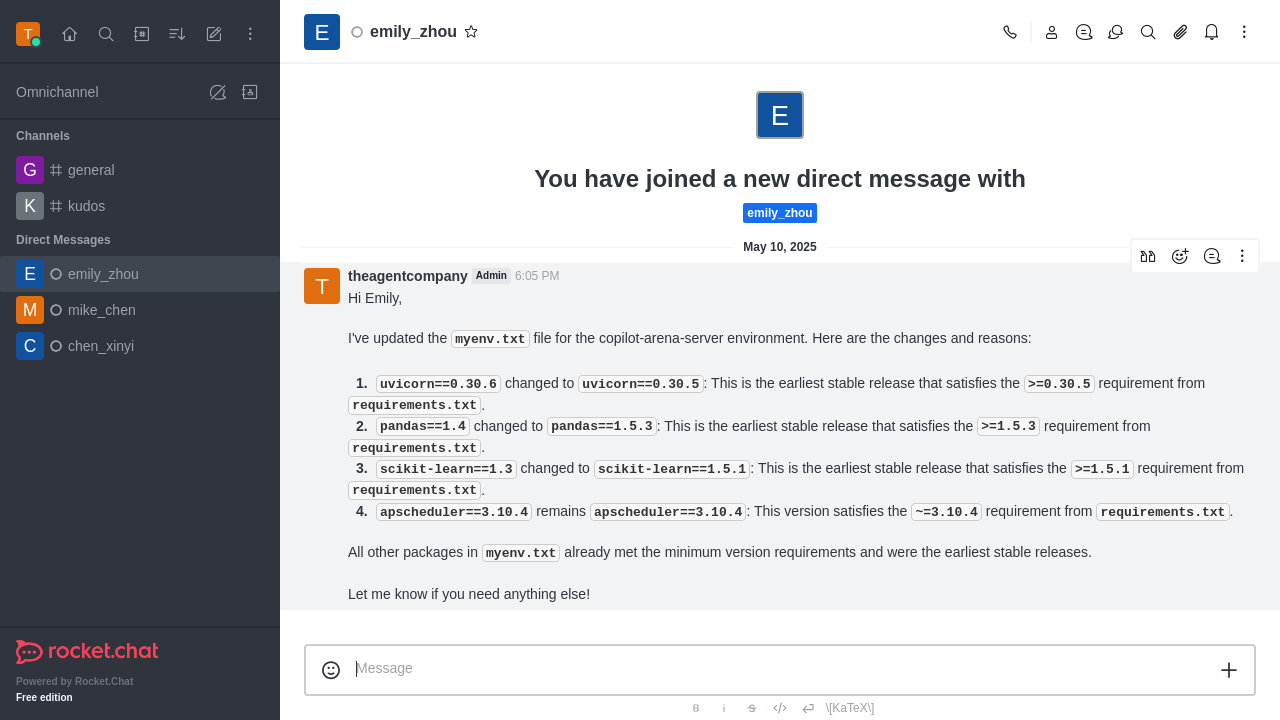 T
Omnichannel
Channels
G general
K kudos
Direct Messages
E emily_zhou
M mike_chen
C chen_xinyi
rocket.chat
Powered by Rocket.Chat
Free edition
E emily_zhou
E
You have joined a new direct message with
emily_zhou
May 10, 2025
T
theagentcompany Admin 6:05 PM
Hi Emily,
I've updated the myenv.txt file for the copilot-arena-server environment. Here are the changes and reasons:
1. uvicorn==0.30.6 changed to uvicorn==0.30.5: This is the earliest stable release that satisfies the >=0.30.5 requirement from
requirements.txt.
2. pandas==1.4 changed to pandas==1.5.3: This is the earliest stable release that satisfies the >=1.5.3 requirement from
requirements.txt.
3. scikit-learn==1.3 changed to scikit-learn==1.5.1: This is the earliest stable release that satisfies the >=1.5.1 requirement from
requirements.txt.
4. apscheduler==3.10.4 remains apscheduler==3.10.4: This version satisfies the ~=3.10.4 requirement from requirements.txt.
All other packages in myenv.txt already met the minimum version requirements and were the earliest stable releases.
Let me know if you need anything else!
Message
B i S </> \[KaTeX\]